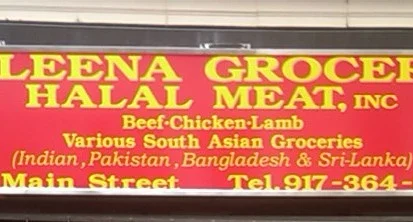 LEENA GROCE
HALAL MEAT, INC
Beef-Chicken-Lamb
Various South Asian Groceries
(Indian, Pakistan, Bangladesh & Sri-Lanka)
Main Street Tel. 917-364-